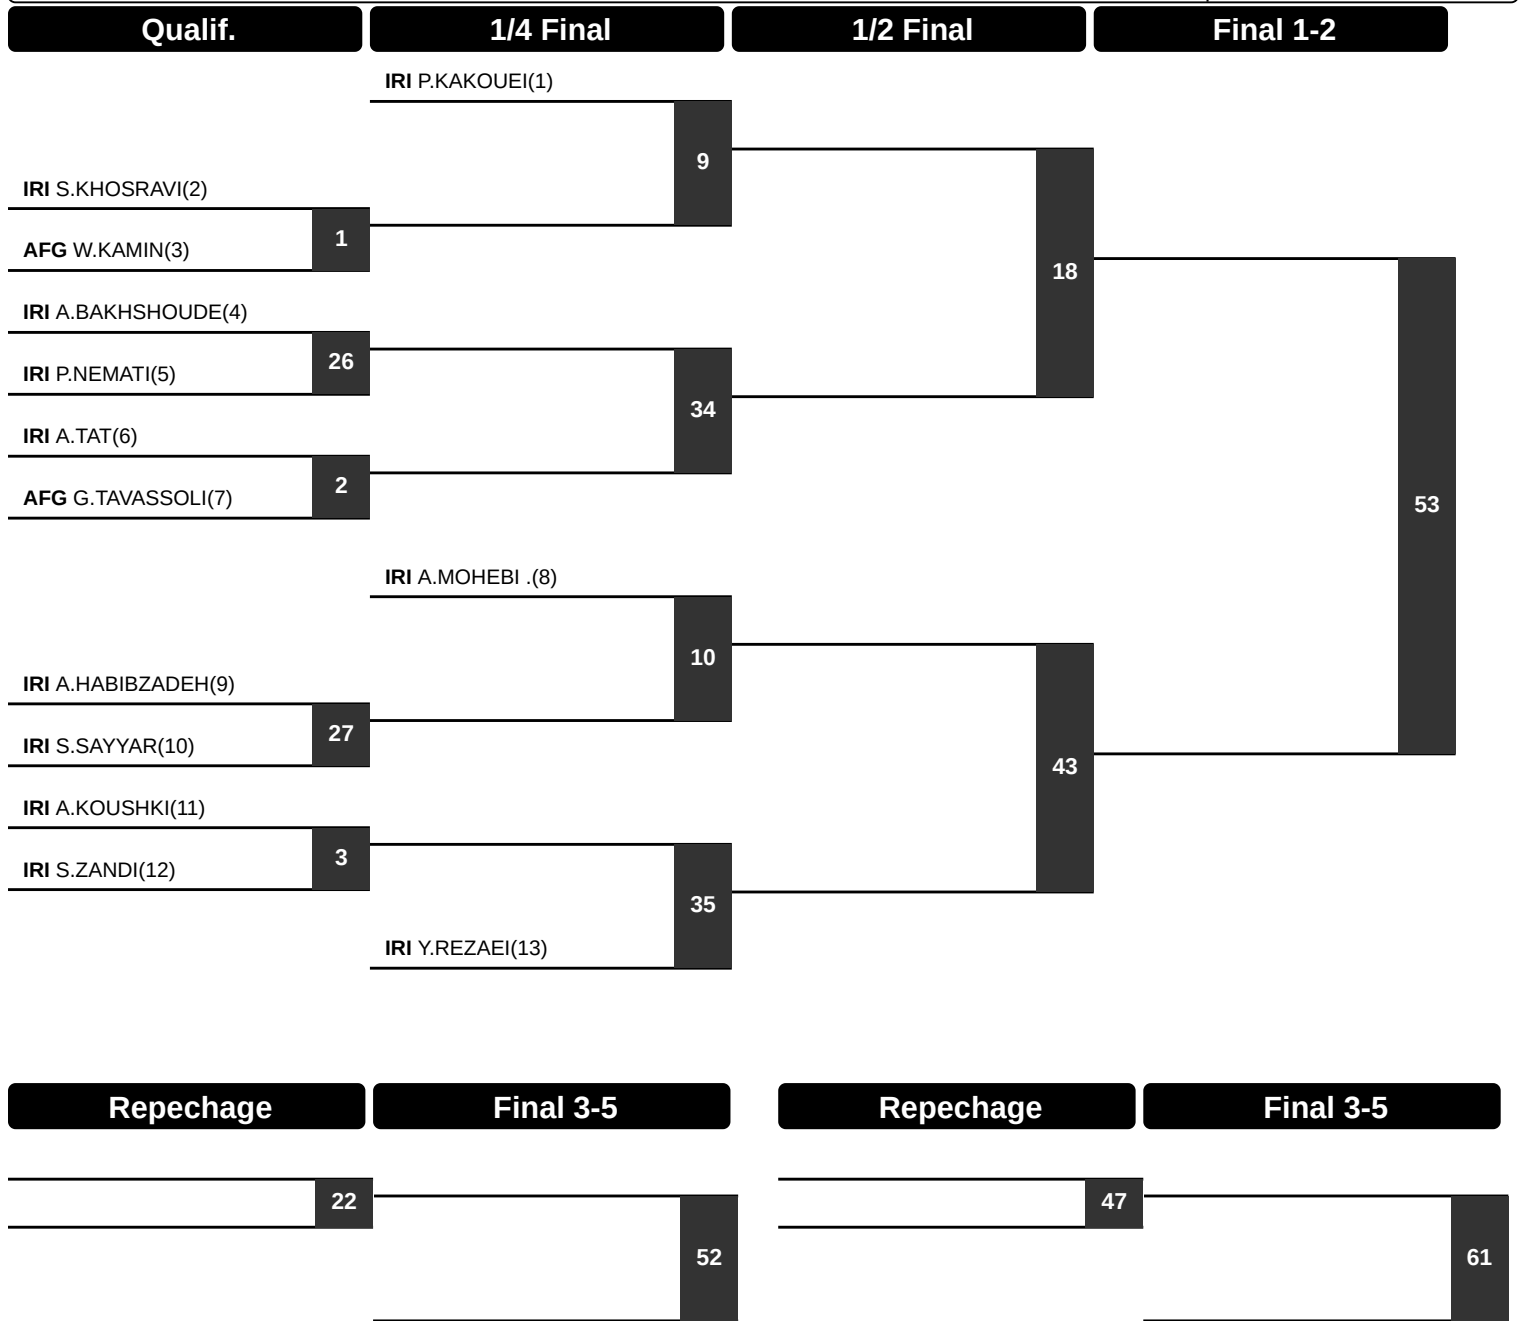 Qualif.
1/4 Final
1/2 Final
Final 1-2
IRI P.KAKOUEI(1)
9
IRI S.KHOSRAVI(2)
1
AFG W.KAMIN(3)
18
IRI A.BAKHSHOUDE(4)
26
IRI P.NEMATI(5)
34
IRI A.TAT(6)
2
AFG G.TAVASSOLI(7)
53
IRI A.MOHEBI .(8)
10
IRI A.HABIBZADEH(9)
27
IRI S.SAYYAR(10)
43
IRI A.KOUSHKI(11)
3
IRI S.ZANDI(12)
35
IRI Y.REZAEI(13)
Repechage
Final 3-5
Repechage
Final 3-5
22
47
52
61